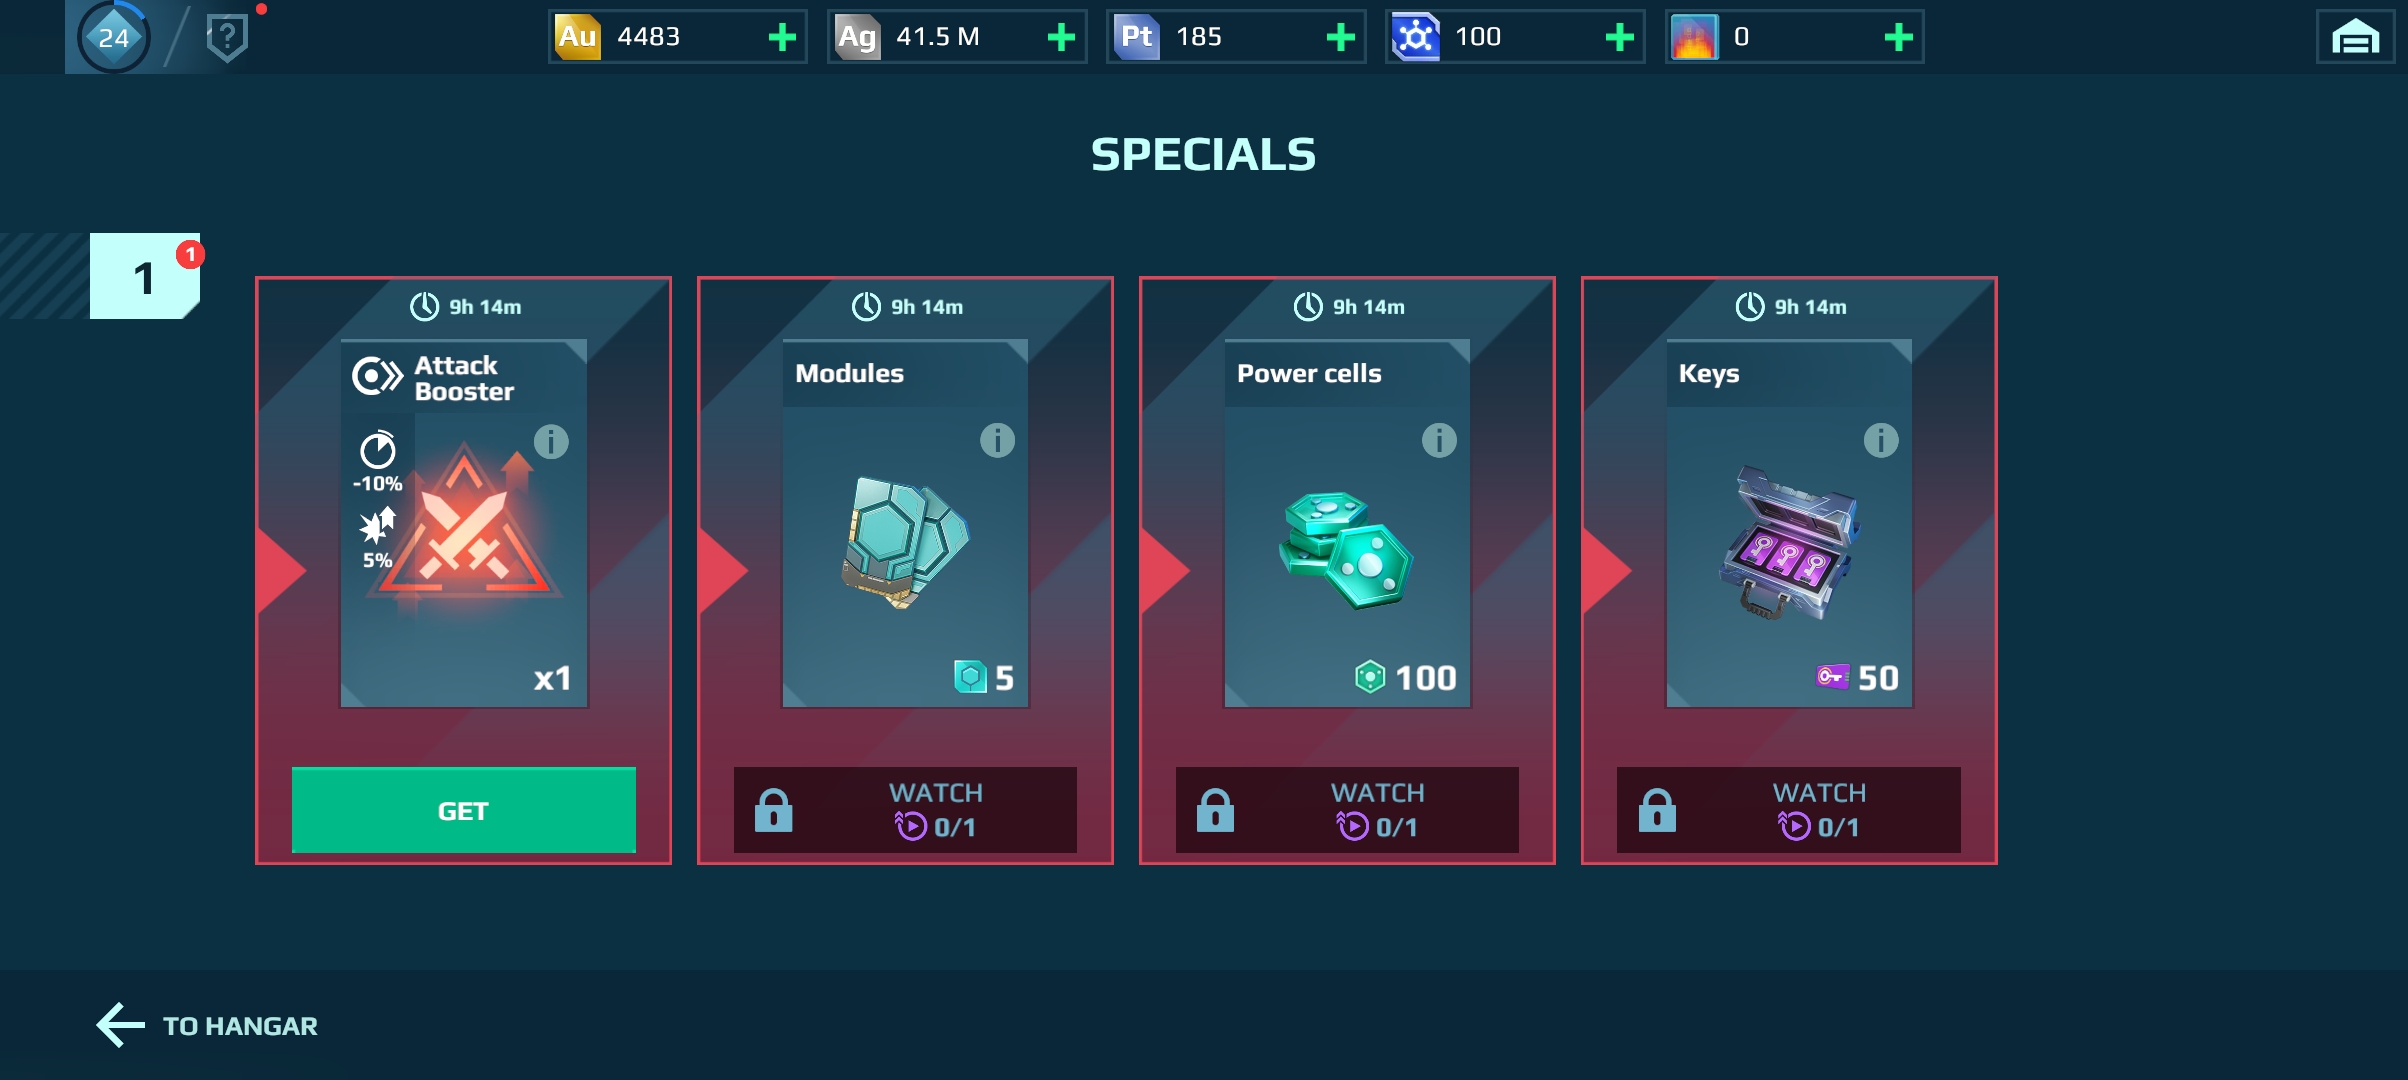 24
?
Au 4483
Ag 41.5 M
Pt 185
100
0
SPECIALS
1
1
9h 14m
Attack
Booster
-10%
5%
i
x1
GET
9h 14m
Modules
i
5
WATCH
0/1
9h 14m
Power cells
i
100
WATCH
0/1
9h 14m
Keys
i
50
WATCH
0/1
TO HANGAR